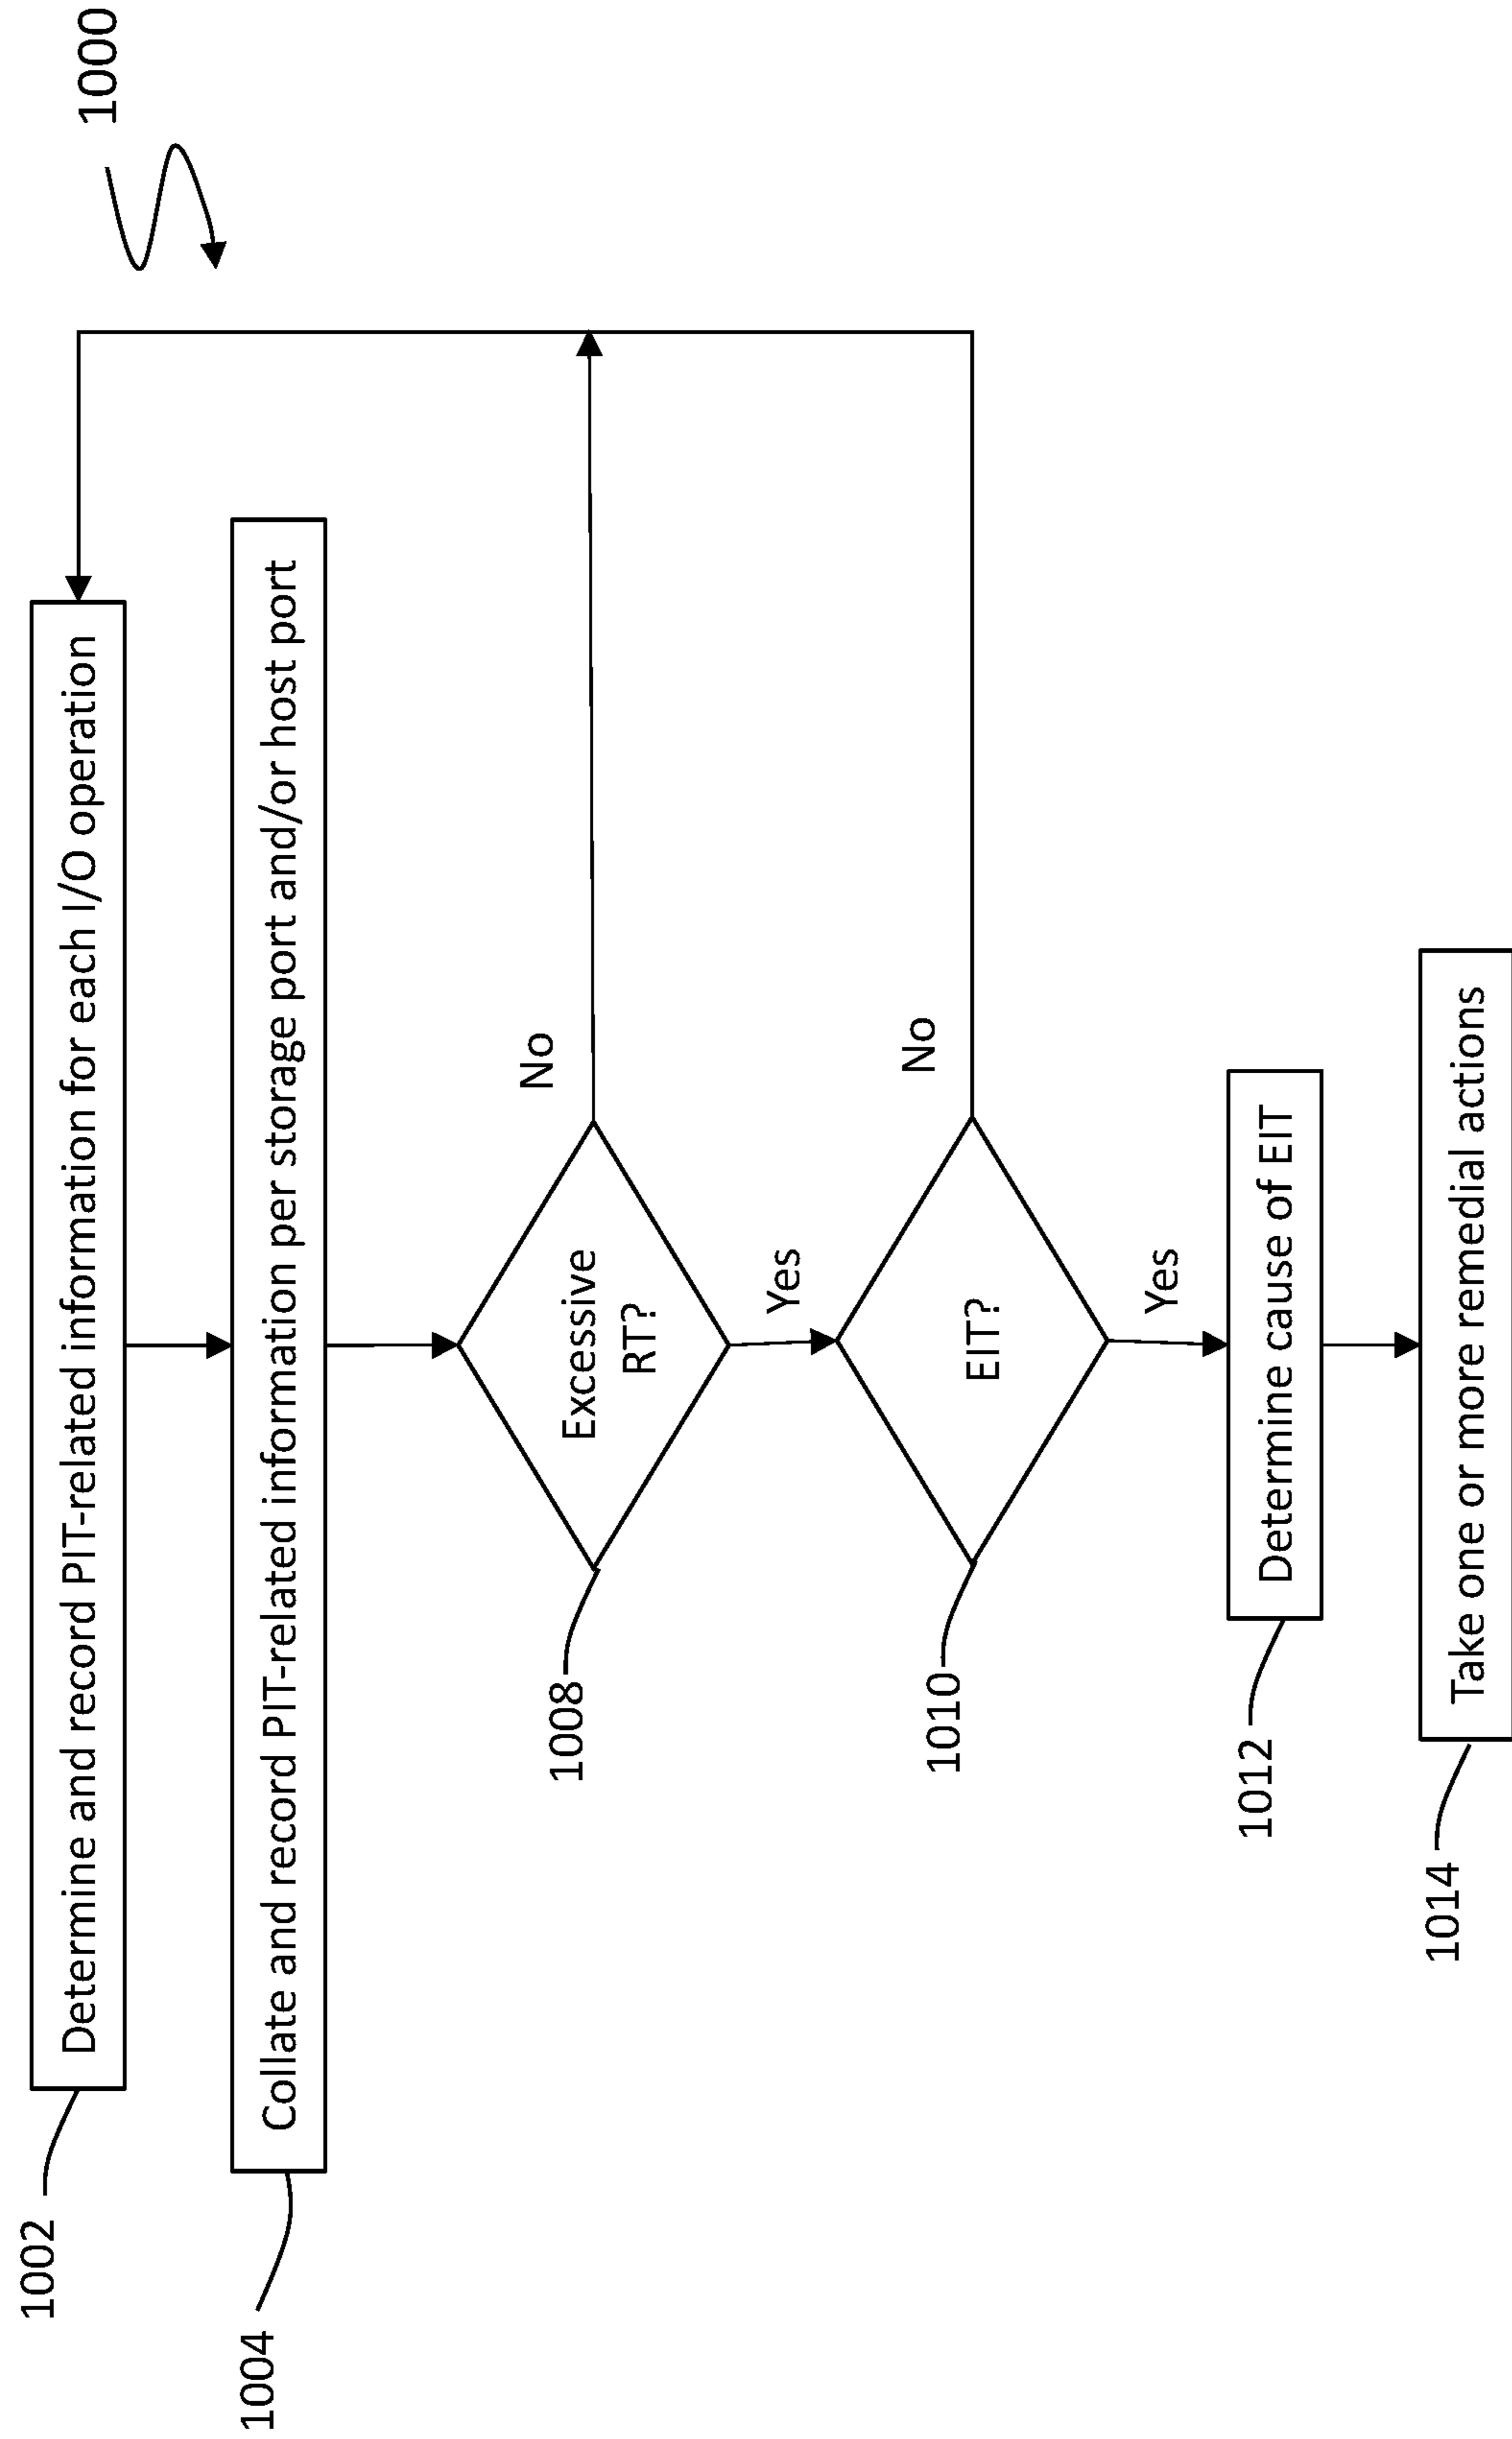 1000
1002
Determine and record PIT-related information for each I/O operation
1004
Collate and record PIT-related information per storage port and/or host port
1008
Excessive
RT?
No
Yes
1010
EIT?
No
Yes
1012
Determine cause of EIT
1014
Take one or more remedial actions